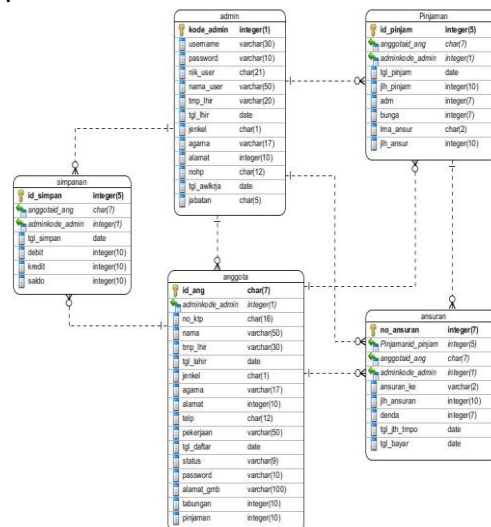 admin
kode_admin integer(1)
username varchar(30)
password varchar(10)
nik_user char(21)
nama_user varchar(50)
tmp_lhir varchar(20)
tgl_lhir date
jenkel char(1)
agama varchar(17)
alamat integer(10)
nohp char(12)
tgl_awlkrja date
jabatan char(5)
Pinjaman
id_pinjam integer(5)
anggotaid_ang char(7)
adminkode_admin integer(1)
tgl_pinjam date
jlh_pinjam integer(10)
adm integer(7)
bunga integer(7)
lma_ansur char(2)
jlh_ansur integer(10)
simpanan
id_simpan integer(5)
anggotaid_ang char(7)
adminkode_admin integer(1)
tgl_simpan date
debit integer(10)
kredit integer(10)
saldo integer(10)
anggota
id_ang char(7)
adminkode_admin integer(1)
no_ktp char(16)
nama varchar(50)
tmp_lhir varchar(30)
tgl_lahir date
jenkel char(1)
agama varchar(17)
alamat integer(10)
telp char(12)
pekerjaan varchar(50)
tgl_daftar date
status varchar(9)
password varchar(10)
alamat_gmb varchar(100)
tabungan integer(10)
pinjaman integer(10)
ansuran
no_ansuran integer(7)
Pinjamanid_pinjam integer(5)
anggotaid_ang char(7)
adminkode_admin integer(1)
ansuran_ke varchar(2)
jlh_ansuran integer(10)
denda integer(7)
tgl_jth_tmpo date
tgl_bayar date